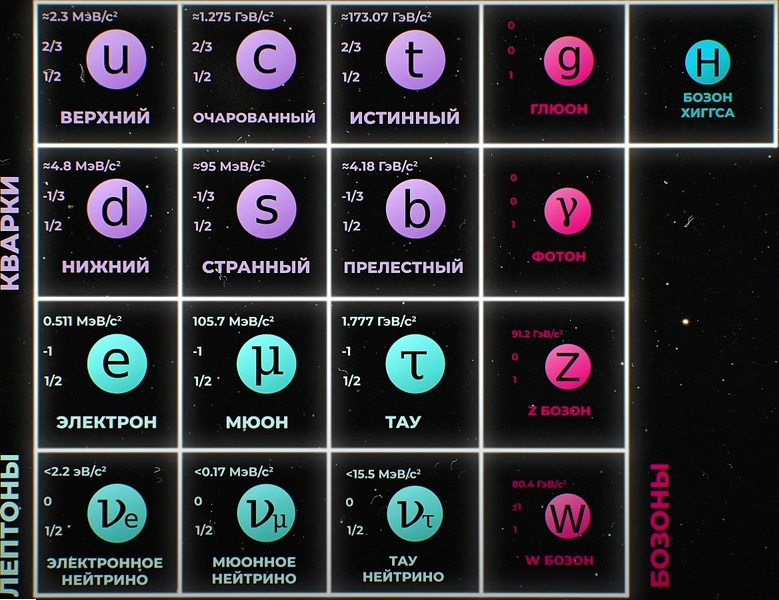 ≈2.3 МэВ/с²
2/3
1/2
u
ВЕРХНИЙ
≈1.275 ГэВ/с²
2/3
1/2
c
ОЧАРОВАННЫЙ
≈173.07 ГэВ/с²
2/3
1/2
t
ИСТИННЫЙ
0
0
1
g
ГЛЮОН
H
БОЗОН
ХИГГСА
КВАРКИ
≈4.8 МэВ/с²
-1/3
1/2
d
НИЖНИЙ
≈95 МэВ/с²
-1/3
1/2
s
СТРАННЫЙ
≈4.18 ГэВ/с²
-1/3
1/2
b
ПРЕЛЕСТНЫЙ
0
0
1
γ
ФОТОН
0.511 МэВ/с²
-1
1/2
e
ЭЛЕКТРОН
105.7 МэВ/с²
-1
1/2
μ
МЮОН
1.777 ГэВ/с²
-1
1/2
τ
ТАУ
91.2 ГэВ/с²
0
1
Z
Z БОЗОН
ЛЕПТОНЫ
<2.2 эВ/с²
0
1/2
νe
ЭЛЕКТРОННОЕ
НЕЙТРИНО
<0.17 МэВ/с²
0
1/2
νμ
МЮОННОЕ
НЕЙТРИНО
<15.5 МэВ/с²
0
1/2
ντ
ТАУ
НЕЙТРИНО
80.4 ГэВ/с²
±1
1
W
W БОЗОН
БОЗОНЫ